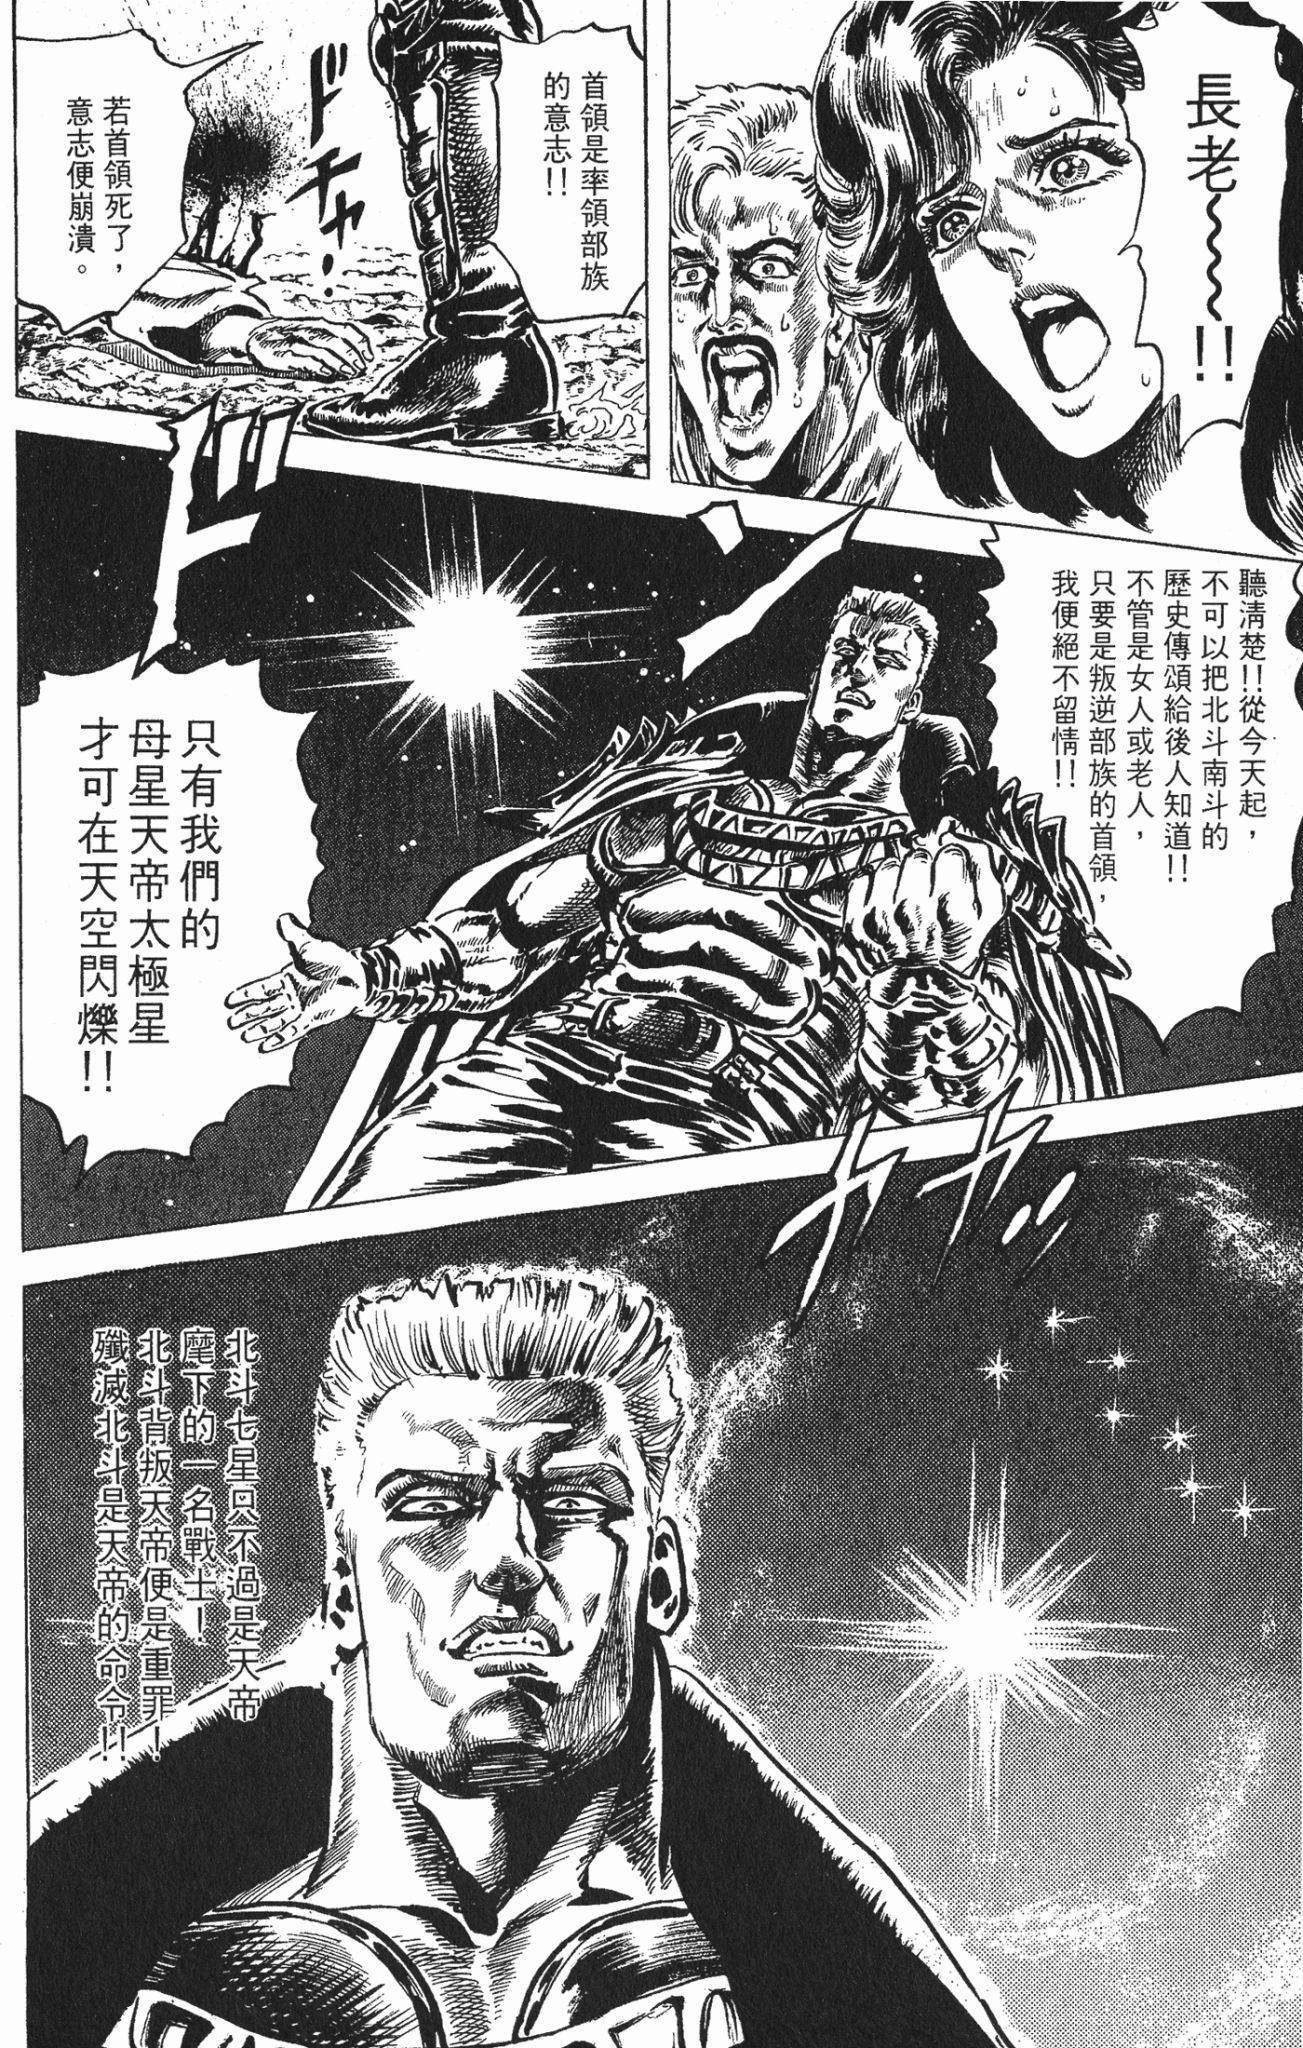 長老～～～!!
首領是率領部族
的意志!!
ドチャ・
若首領死了，
意志便崩潰。
聽清楚!!從今天起，
不可以把北斗南斗的
歷史傳頌給後人知道!!
不管是女人或老人，
只要是叛逆部族的首領，
我便絕不留情!!
只有我們的
母星天帝太極星
才可在天空閃爍!!
カカ‥
北斗七星只不過是天帝
麾下的一名戰士！
北斗背叛天帝便是重罪！
殲滅北斗是天帝的命令!!